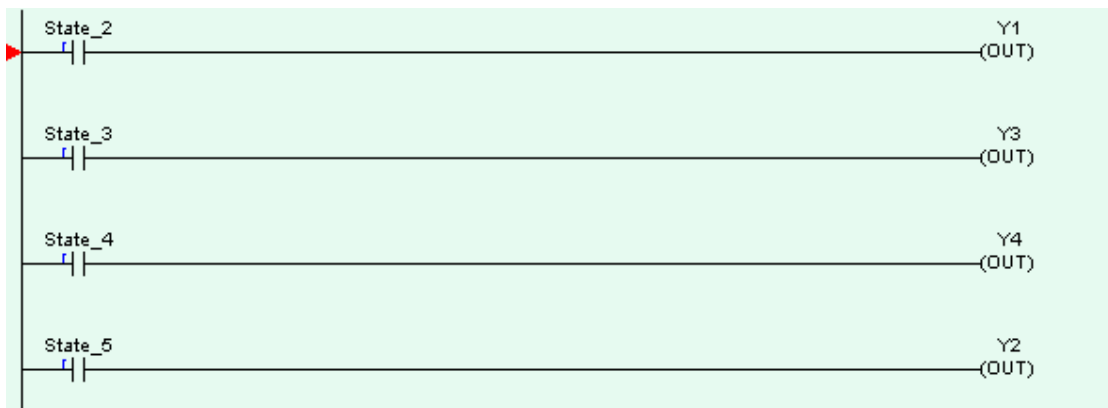 State_2 Y1
(OUT)
State_3 Y3
(OUT)
State_4 Y4
(OUT)
State_5 Y2
(OUT)